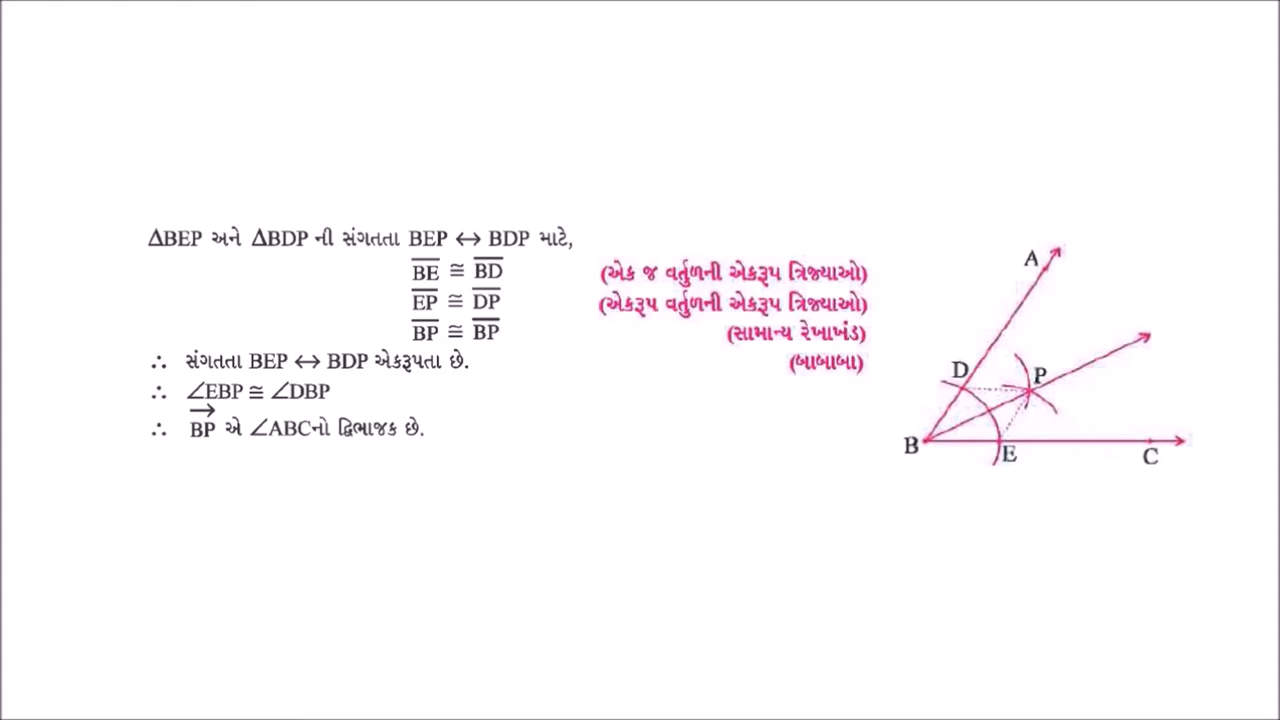 ΔBEP અને ΔBDP ની સંગતતા BEP ↔ BDP માટે,
BE ≅ BD (એક જ વર્તુળની એકરૂપ ત્રિજ્યાઓ)
EP ≅ DP (એકરૂપ વર્તુળની એકરૂપ ત્રિજ્યાઓ)
BP ≅ BP (સામાન્ય રેખાખંડ)
∴ સંગતતા BEP ↔ BDP એકરૂપતા છે. (બાબાબા)
∴ ∠EBP ≅ ∠DBP
∴ BP એ ∠ABCનો દ્વિભાજક છે.
A
D
P
B
E
C